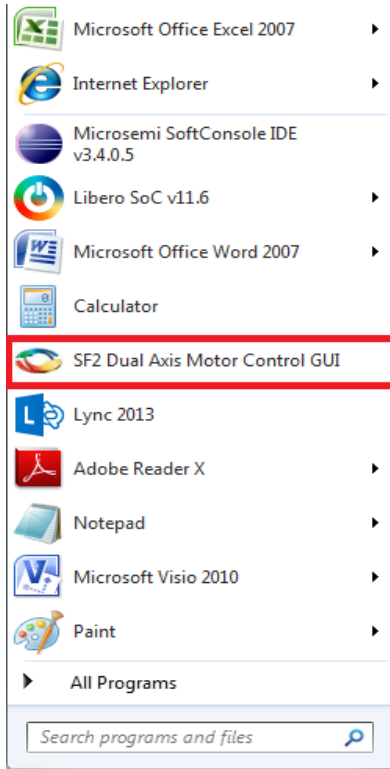 Microsoft Office Excel 2007
Internet Explorer
Microsemi SoftConsole IDE
v3.4.0.5
Libero SoC v11.6
Microsoft Office Word 2007
Calculator
SF2 Dual Axis Motor Control GUI
Lync 2013
Adobe Reader X
Notepad
Microsoft Visio 2010
Paint
All Programs
Search programs and files